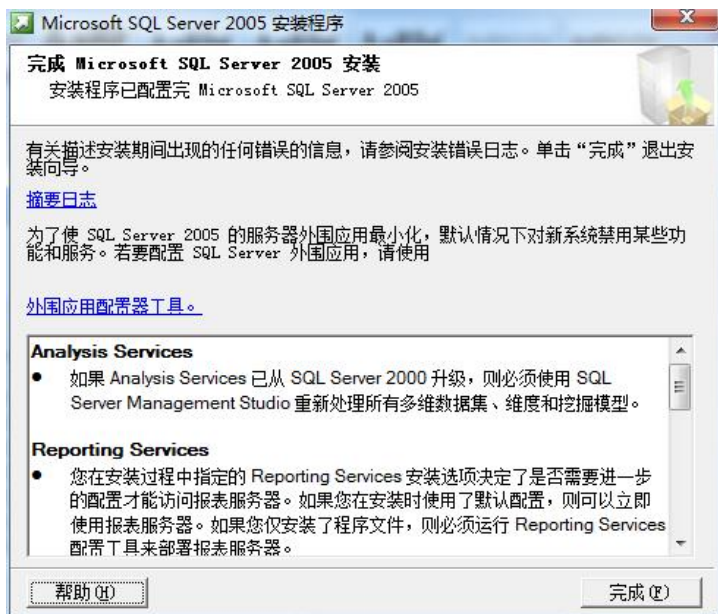 Microsoft SQL Server 2005 安装程序
完成 Microsoft SQL Server 2005 安装
安装程序已配置完 Microsoft SQL Server 2005
有关描述安装期间出现的任何错误的信息，请参阅安装错误日志。单击“完成”退出安
装向导。
摘要日志
为了使 SQL Server 2005 的服务器外围应用最小化，默认情况下对新系统禁用某些功
能和服务。若要配置 SQL Server 外围应用，请使用
外围应用配置器工具。
Analysis Services
● 如果 Analysis Services 已从 SQL Server 2000 升级，则必须使用 SQL
Server Management Studio 重新处理所有多维数据集、维度和挖掘模型。
Reporting Services
● 您在安装过程中指定的 Reporting Services 安装选项决定了是否需要进一步
的配置才能访问报表服务器。如果您在安装时使用了默认配置，则可以立即
使用报表服务器。如果您仅安装了程序文件，则必须运行 Reporting Services
配置工具来部署报表服务器。
帮助(H)
完成(F)